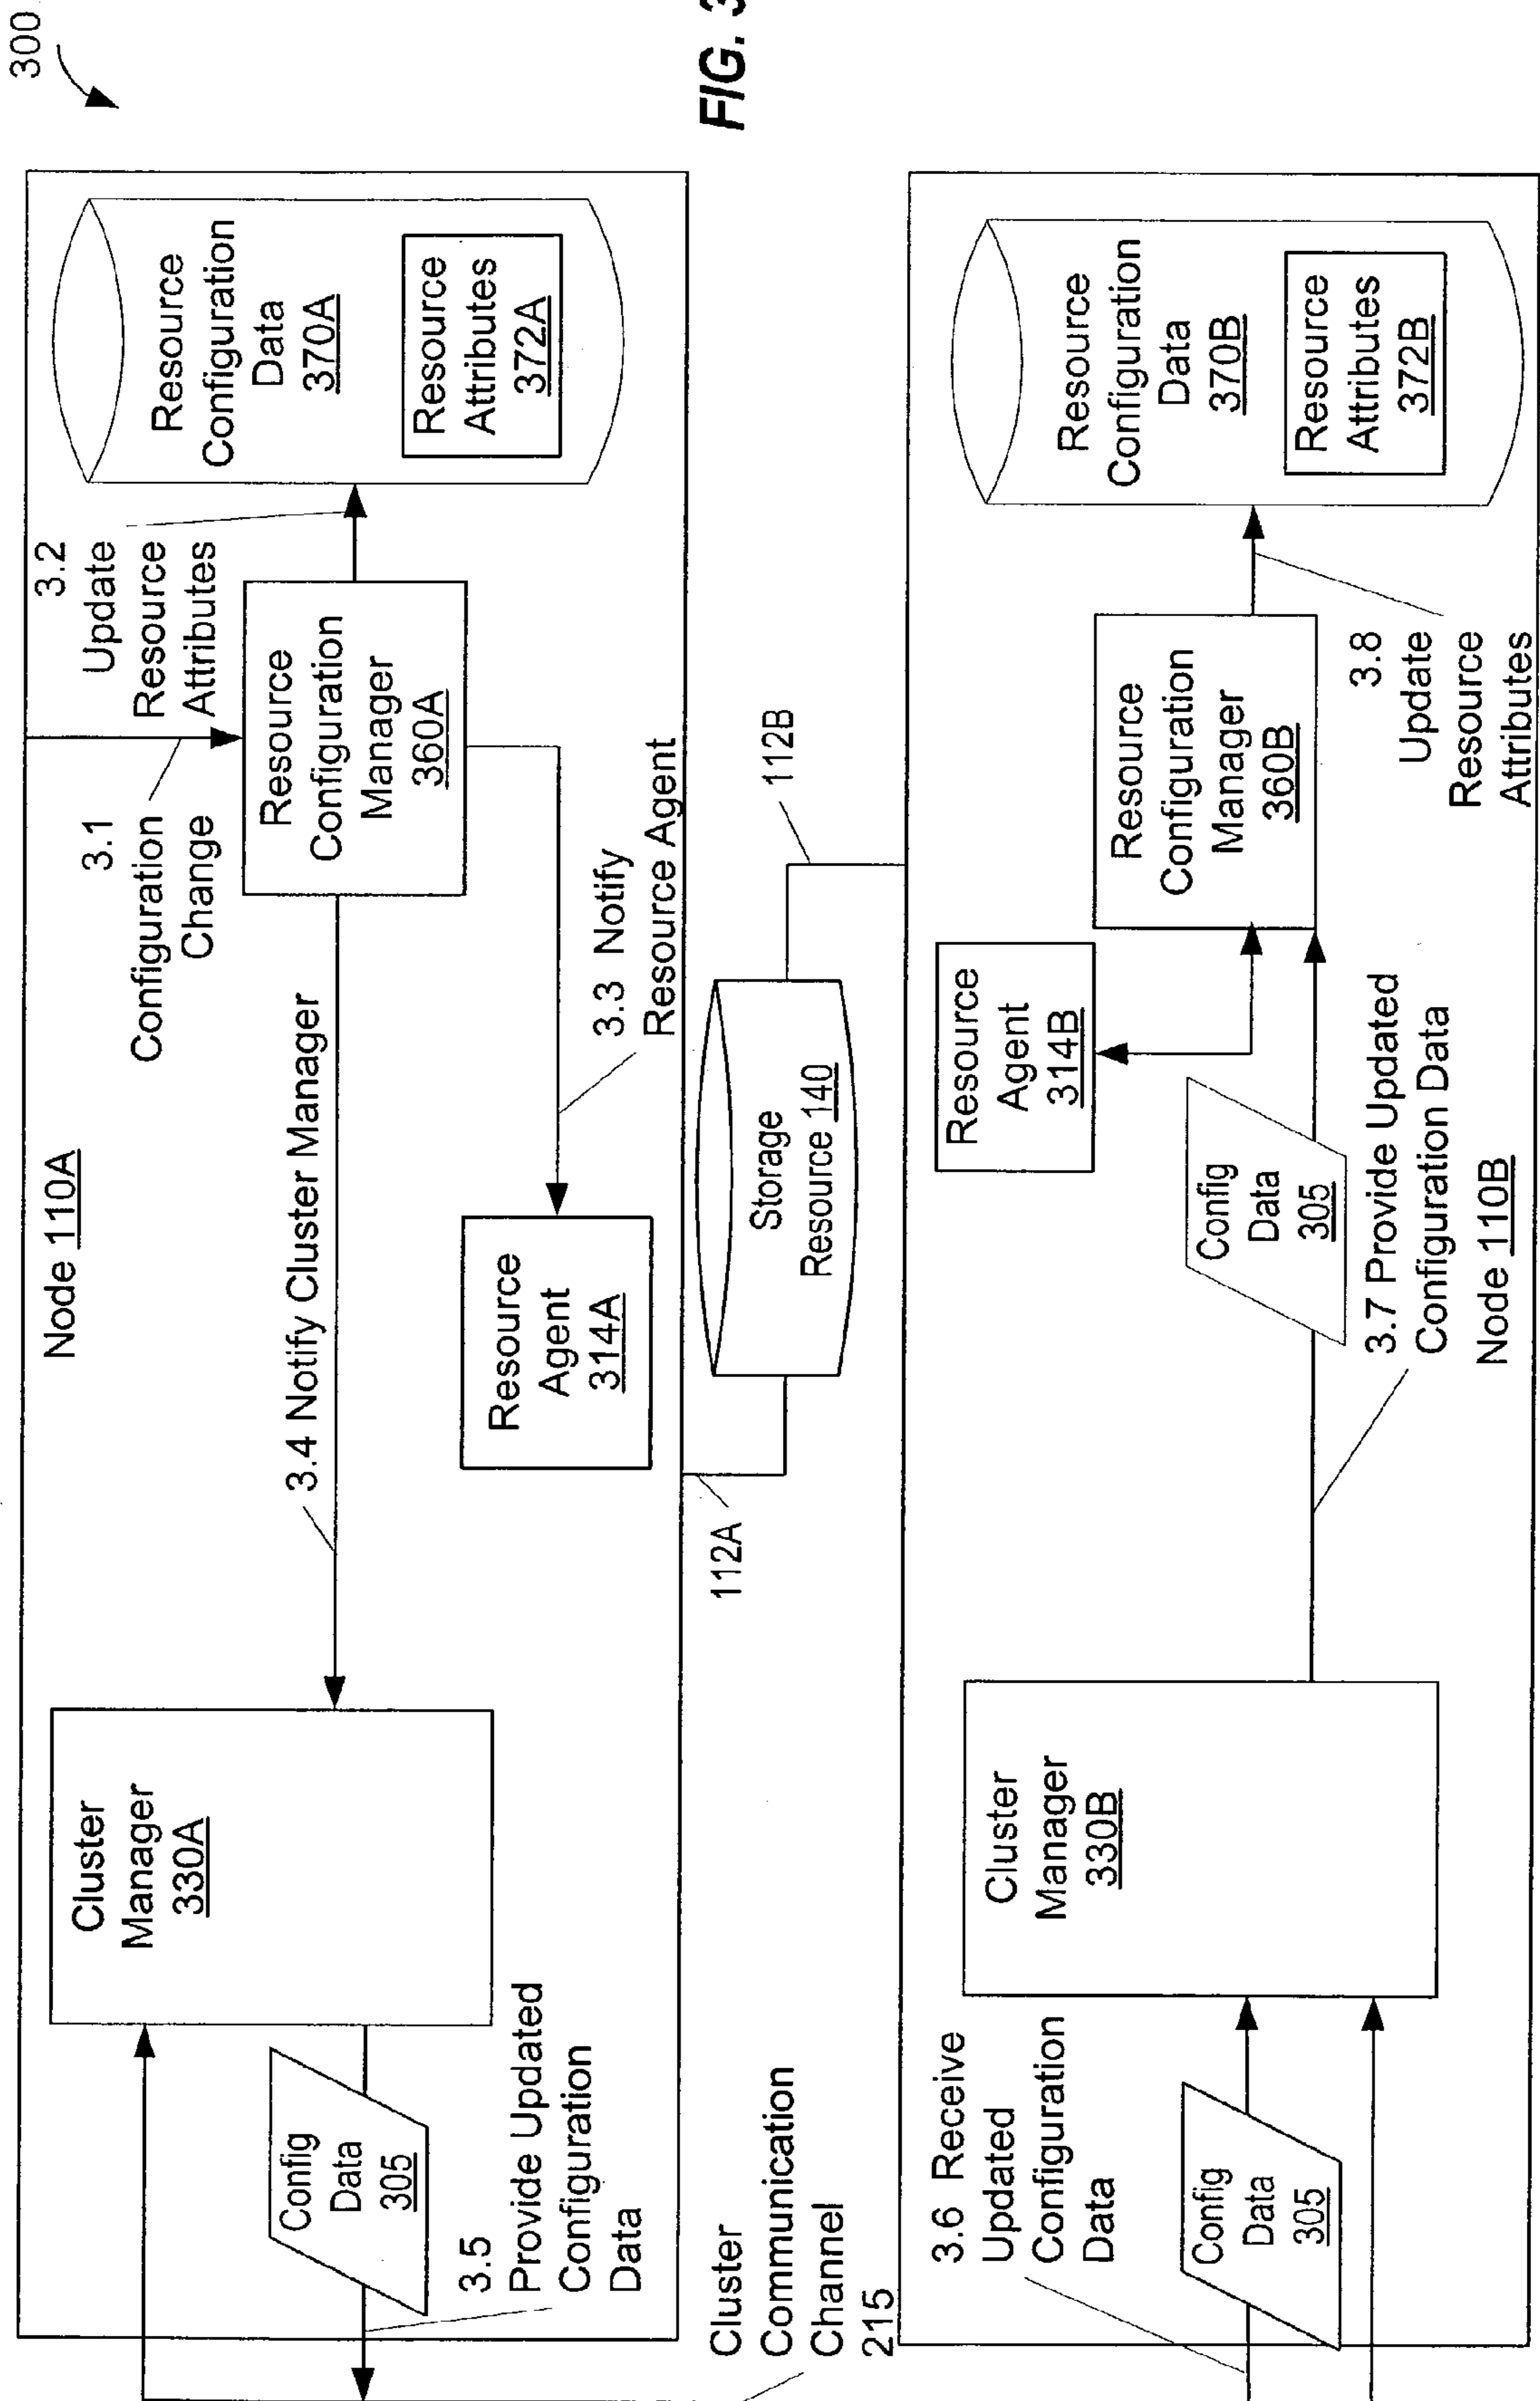 300
Node 110A
Cluster
Manager
330A
3.4 Notify Cluster Manager
3.1
Configuration
Change
3.2
Update
Resource
Attributes
Resource
Configuration
Manager
360A
Resource
Configuration
Data
370A
Resource
Attributes
372A
Config
Data
305
3.5
Provide Updated
Configuration
Data
Resource
Agent
314A
3.3 Notify
Resource Agent
Cluster
Communication
Channel
215
112A
Storage
Resource 140
112B
FIG. 3
3.6 Receive
Updated
Configuration
Data
Config
Data
305
Cluster
Manager
330B
Resource
Agent
314B
Config
Data
305
3.7 Provide Updated
Configuration Data
Node 110B
Resource
Configuration
Manager
360B
3.8
Update
Resource
Attributes
Resource
Configuration
Data
370B
Resource
Attributes
372B